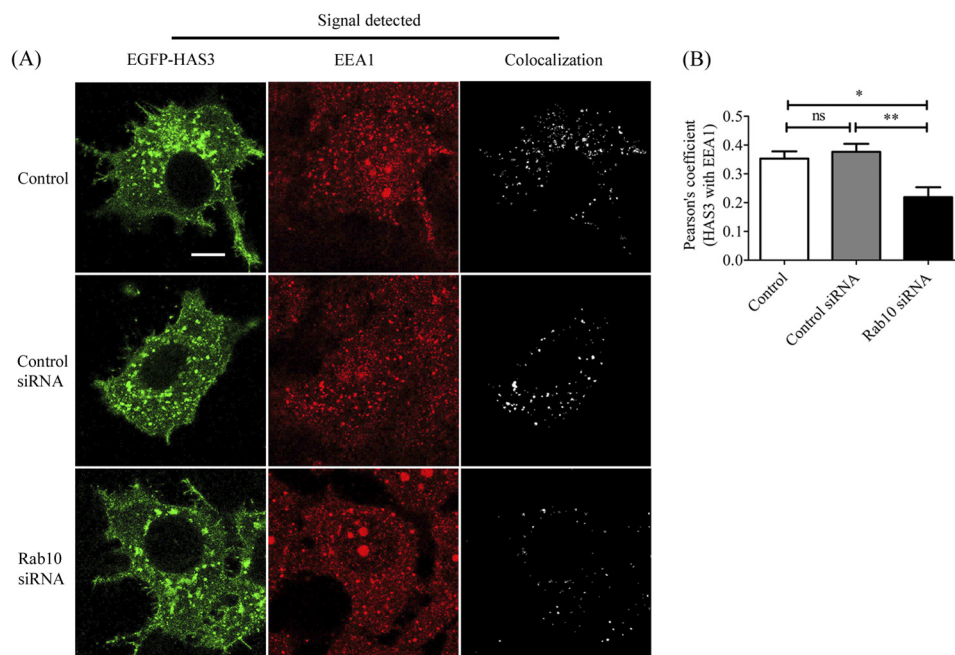 Signal detected
(A)
EGFP-HAS3
EEA1
Colocalization
Control
Control
siRNA
Rab10
siRNA
(B)
Pearson's coefficient
(HAS3 with EEA1)
0.5
0.4
0.3
0.2
0.1
0.0
*
ns
**
Control
Control siRNA
Rab10 siRNA